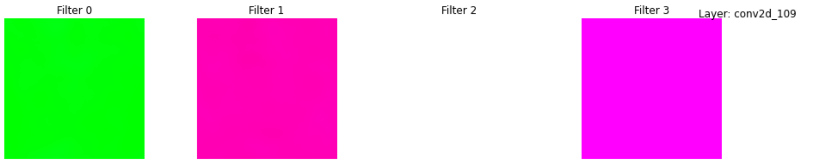 Filter 0
Filter 1
Filter 2
Filter 3
Layer: conv2d_109